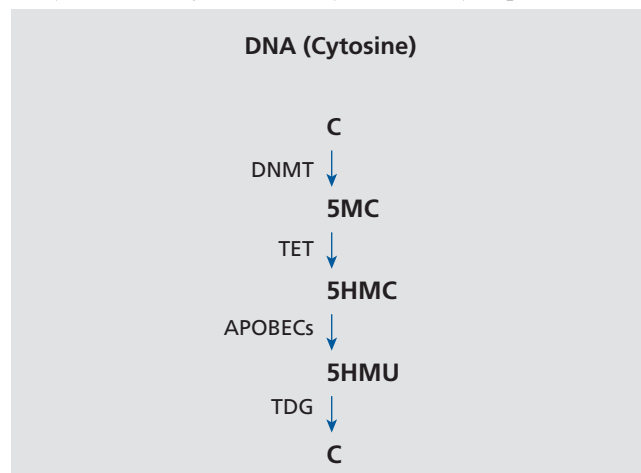 DNA (Cytosine)
C
DNMT
5MC
TET
5HMC
APOBECs
5HMU
TDG
C